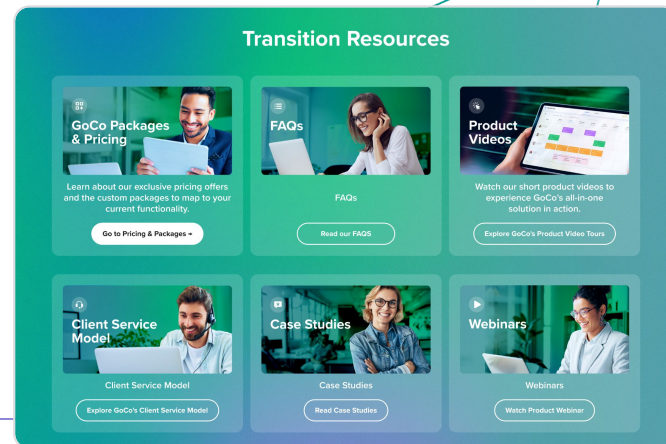 Transition Resources
GoCo Packages
& Pricing
Learn about our exclusive pricing offers
and the custom packages to map to your
current functionality.
Go to Pricing & Packages →
FAQs
FAQs
Read our FAQS
Product
Videos
Watch our short product videos to
experience GoCo's all-in-one
solution in action.
Explore GoCo's Product Video Tours
Client Service
Model
Client Service Model
Explore GoCo's Client Service Model
Case Studies
Case Studies
Read Case Studies
Webinars
Webinars
Watch Product Webinar